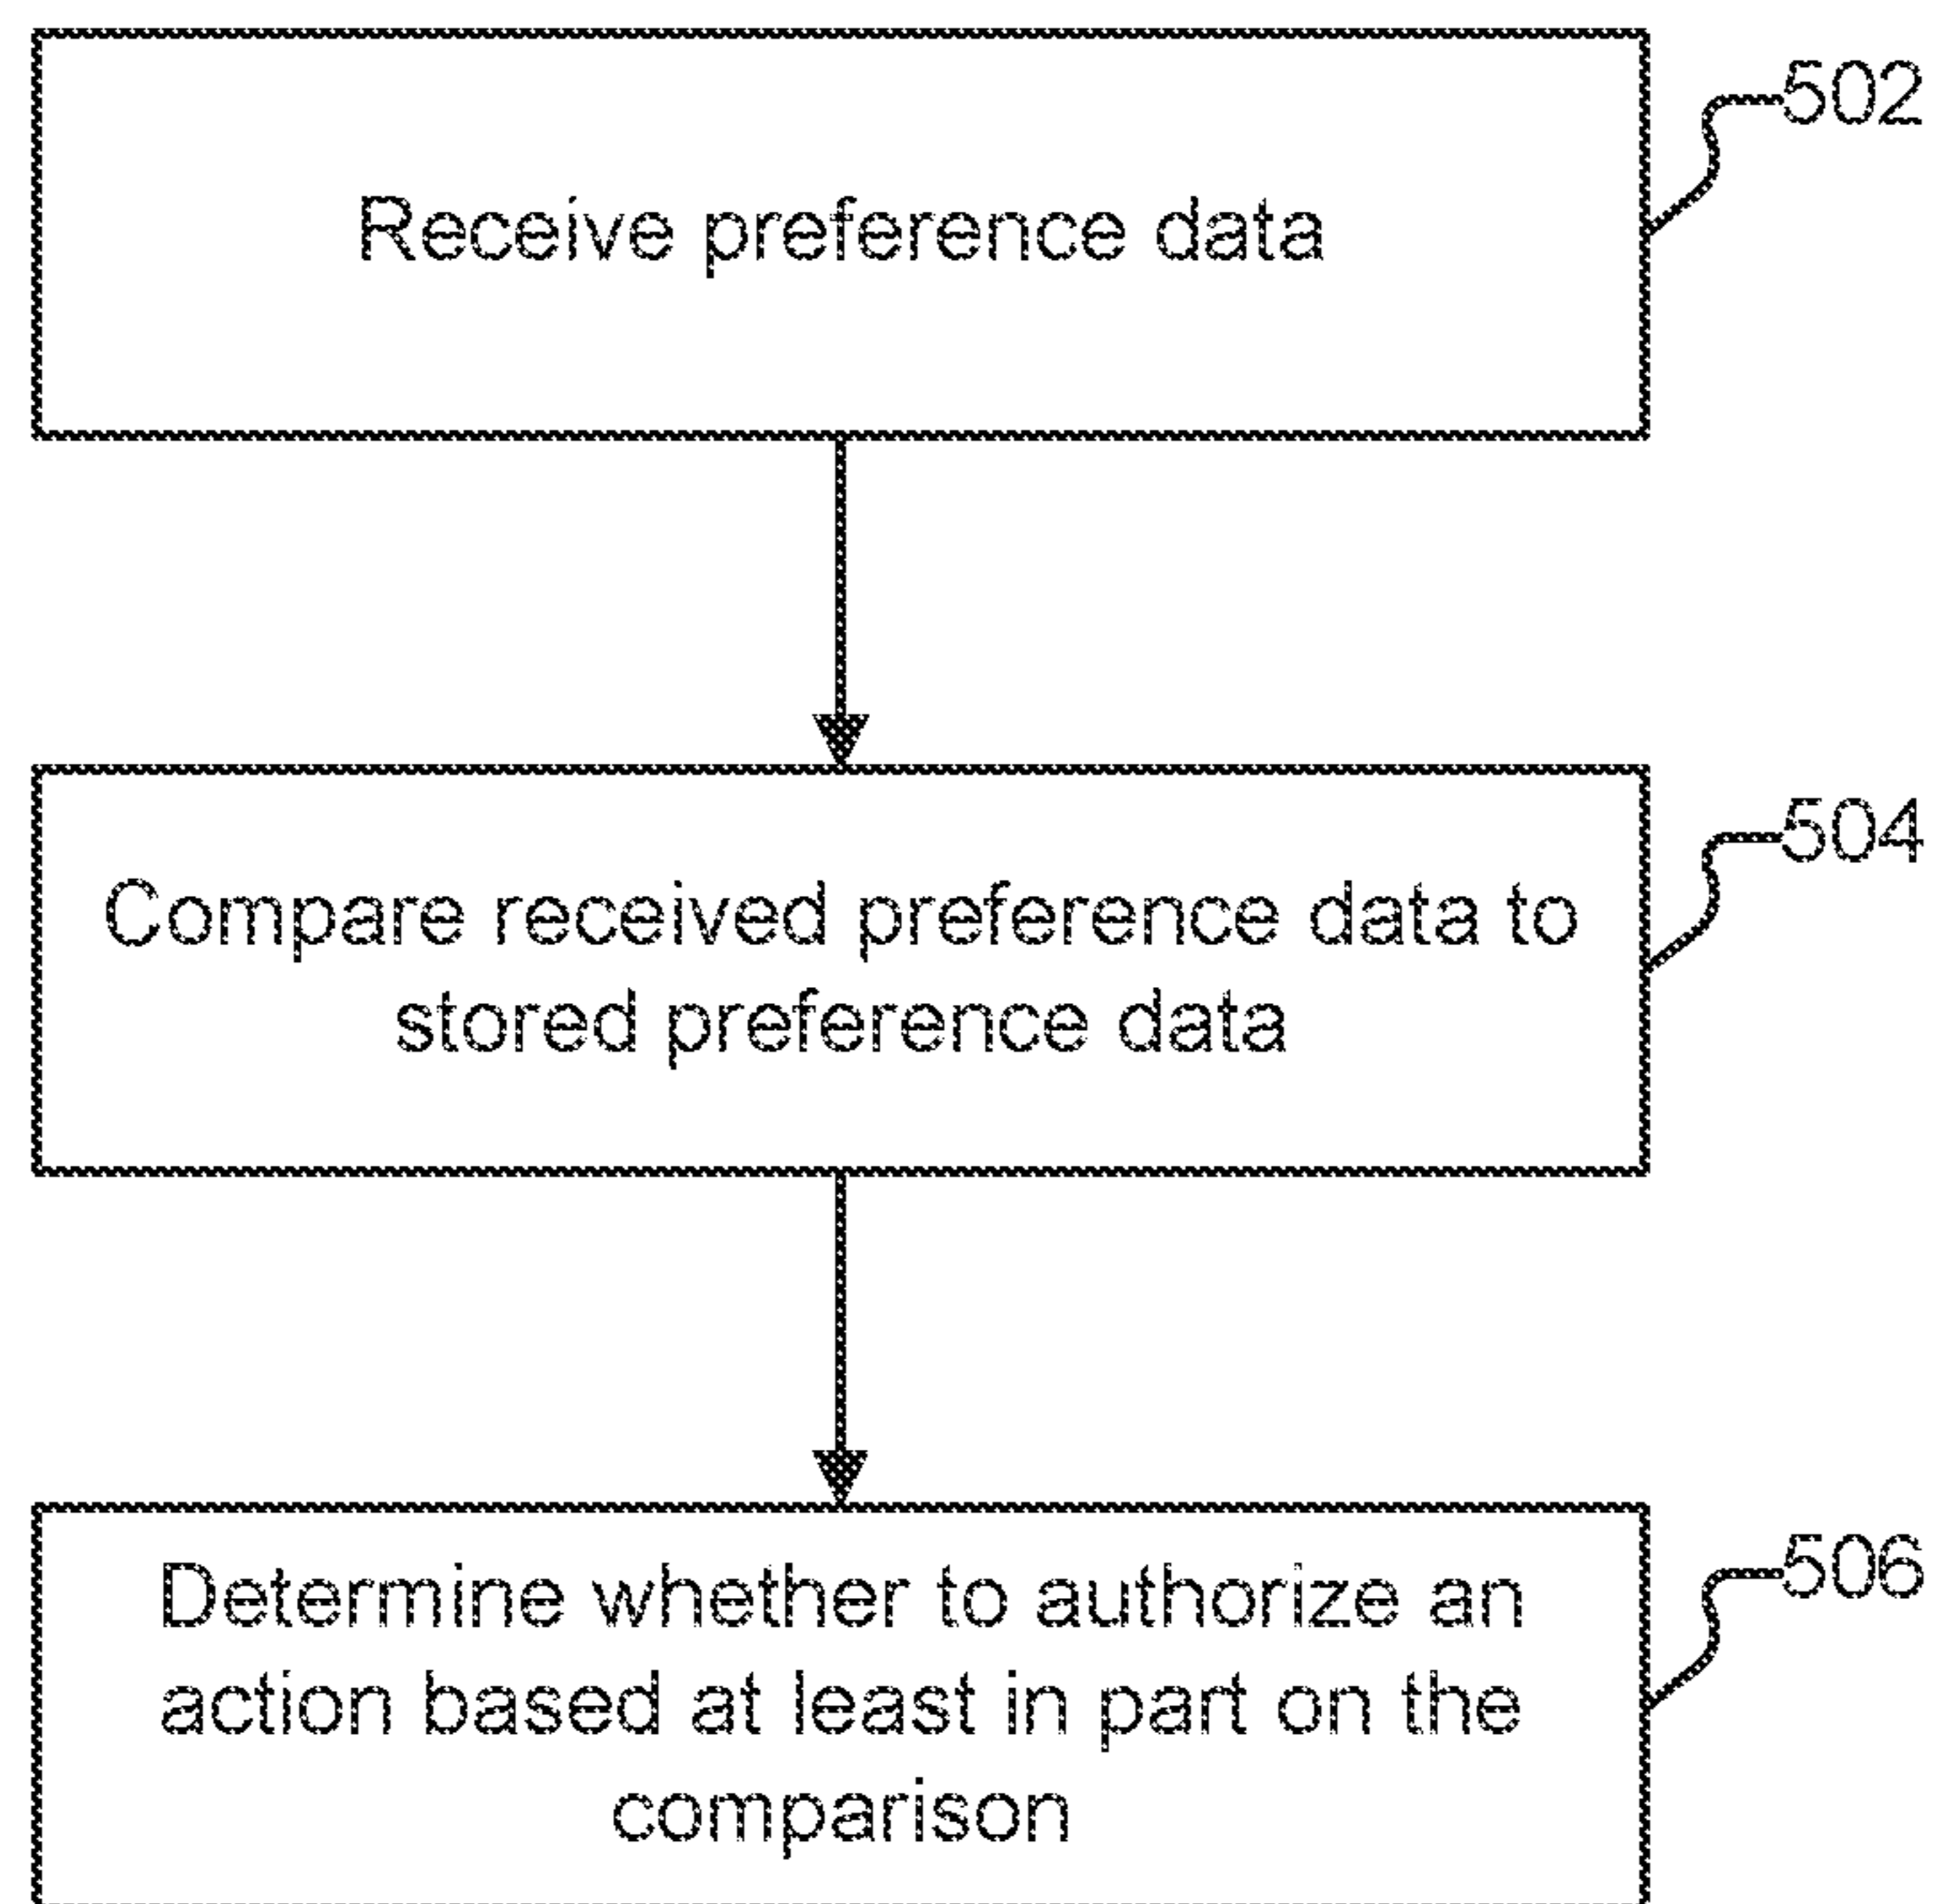 502
Receive preference data
504
Compare received preference data to
stored preference data
506
Determine whether to authorize an
action based at least in part on the
comparison